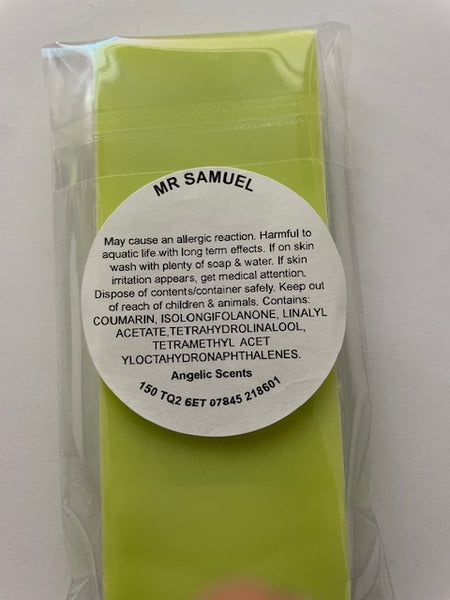 MR SAMUEL
May cause an allergic reaction. Harmful to
aquatic life with long term effects. If on skin
wash with plenty of soap & water. If skin
irritation appears, get medical attention.
Dispose of contents/container safely. Keep out
of reach of children & animals. Contains:
COUMARIN, ISOLONGIFOLANONE, LINALYL
ACETATE,TETRAHYDROLINALOOL,
TETRAMETHYL ACET
YLOCTAHYDRONAPHTHALENES.
Angelic Scents
150 TQ2 6ET 07845 218601